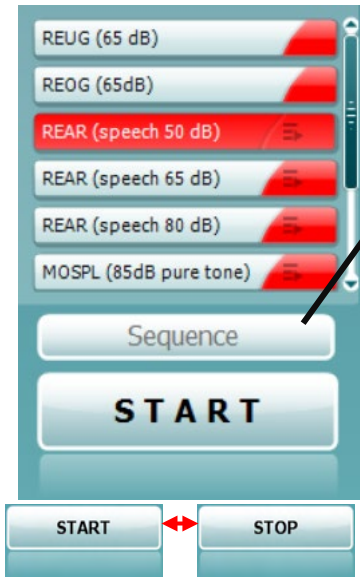 REUG (65 dB)
REOG (65dB)
REAR (speech 50 dB)
REAR (speech 65 dB)
REAR (speech 80 dB)
MOSPL (85dB pure tone)
Sequence
START
START
STOP